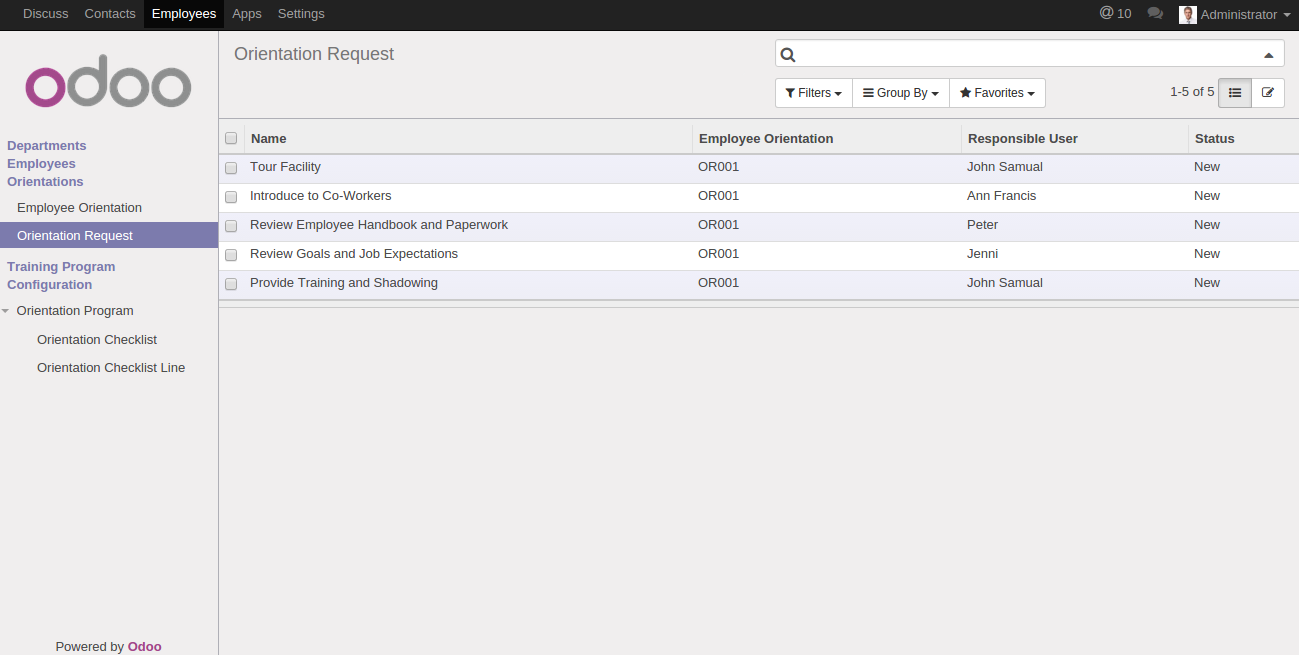 Discuss Contacts Employees Apps Settings @ 10 Administrator
odoo
Departments
Employees
Orientations
Employee Orientation
Orientation Request
Training Program
Configuration
Orientation Program
Orientation Checklist
Orientation Checklist Line
Powered by Odoo
Orientation Request
Filters Group By Favorites 1-5 of 5
Name Employee Orientation Responsible User Status
Tour Facility OR001 John Samual New
Introduce to Co-Workers OR001 Ann Francis New
Review Employee Handbook and Paperwork OR001 Peter New
Review Goals and Job Expectations OR001 Jenni New
Provide Training and Shadowing OR001 John Samual New